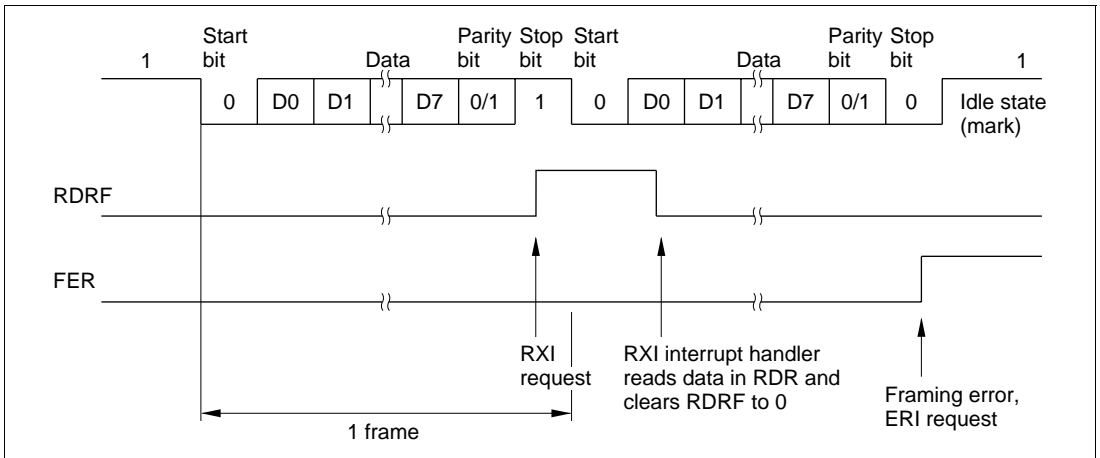 Start Parity Stop Start Parity Stop
1 bit Data bit bit bit Data bit bit 1
0 D0 D1 D7 0/1 1 0 D0 D1 D7 0/1 0 Idle state
(mark)
RDRF
FER
RXI
request
RXI interrupt handler
reads data in RDR and
clears RDRF to 0
Framing error,
ERI request
1 frame